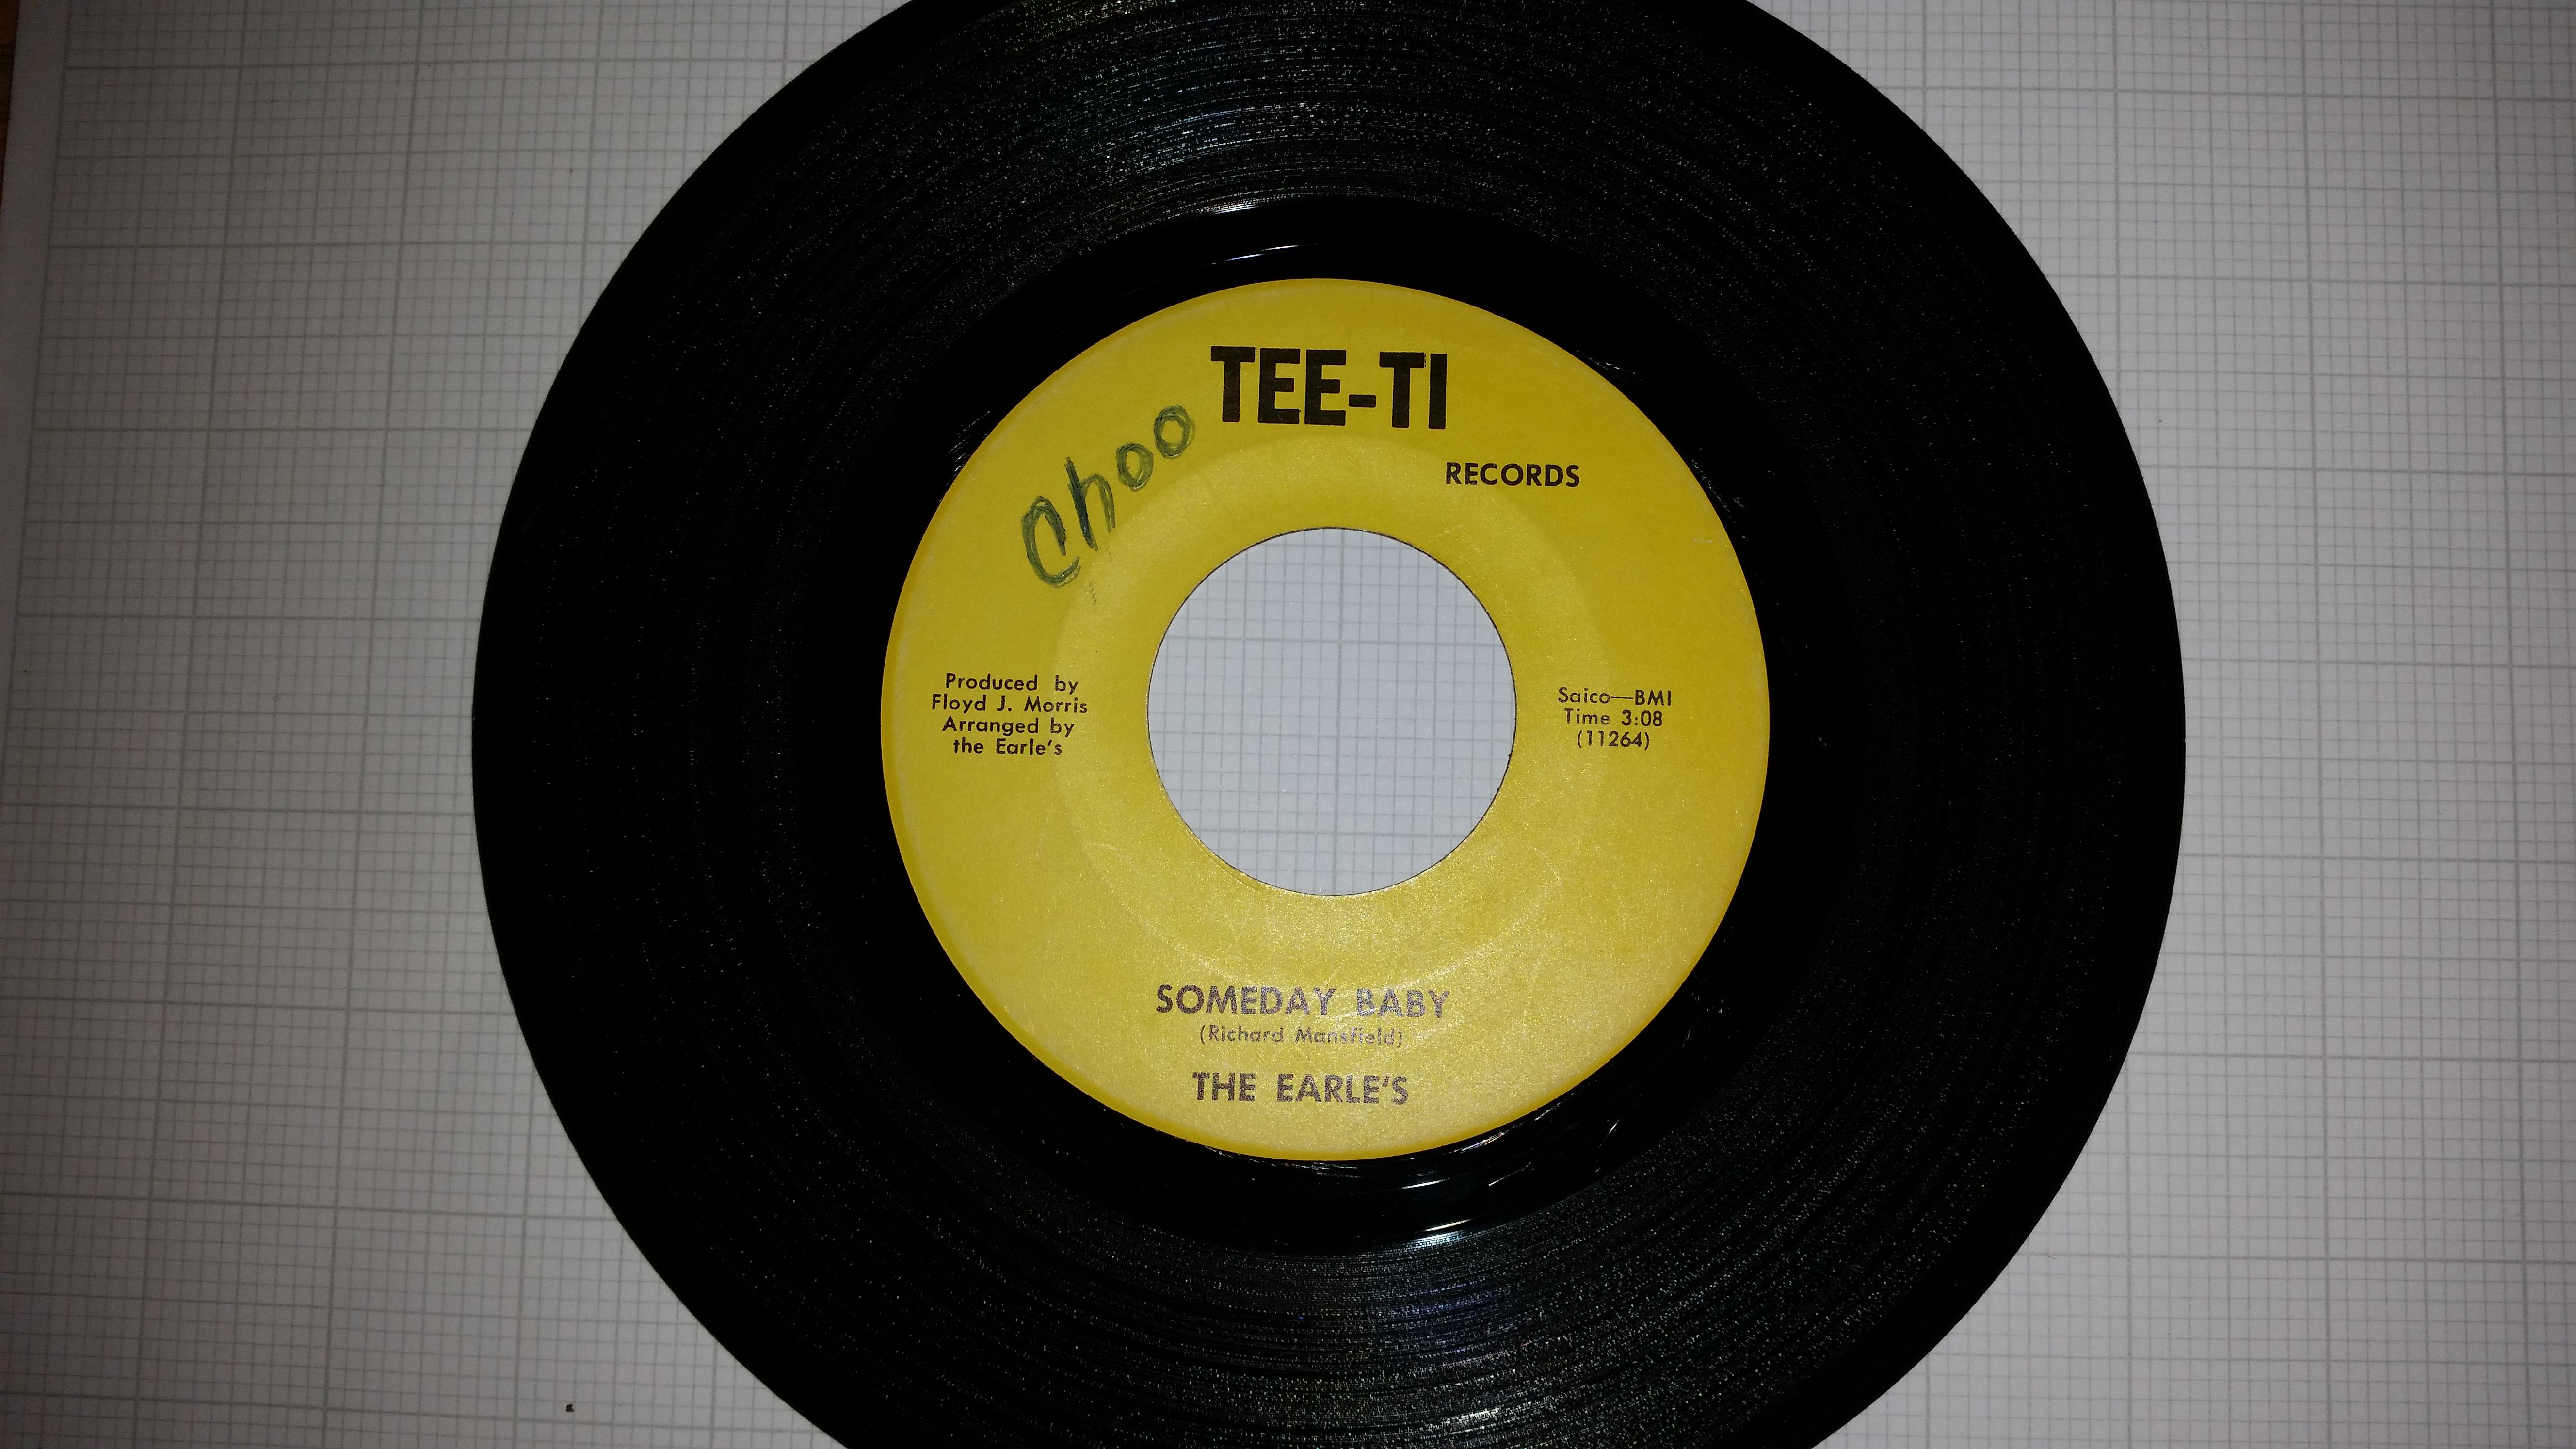 TEE-TI
RECORDS
Choo
Produced by
Floyd J. Morris
Arranged by
the Earle's
Saico—BMI
Time 3:08
(11264)
SOMEDAY BABY
(Richard Mansfield)
THE EARLE'S